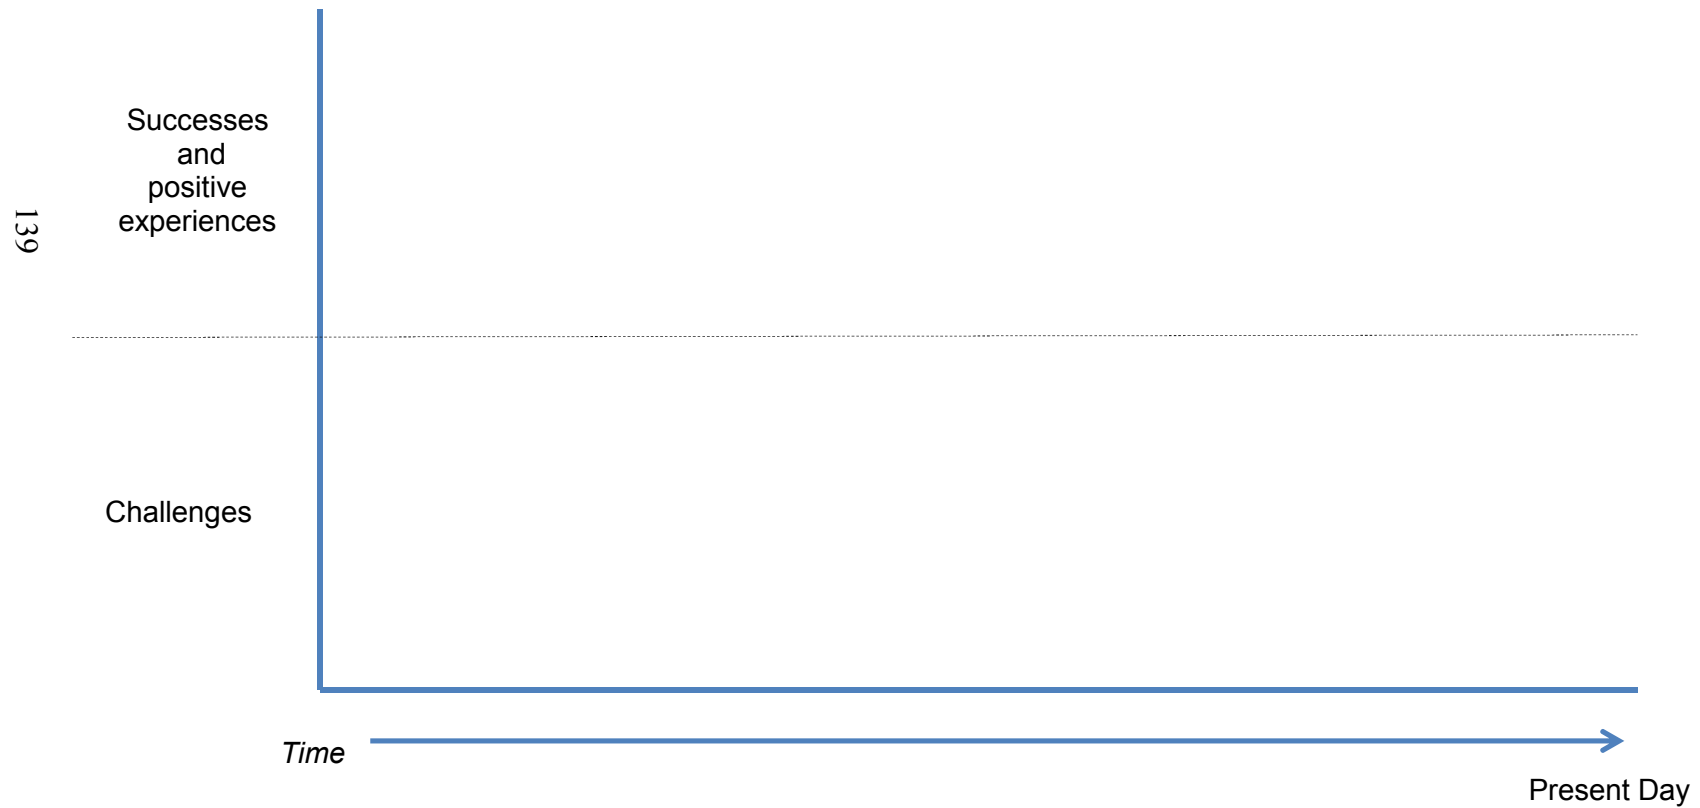 Successes
and
positive
experiences
139
Challenges
Time
Present Day